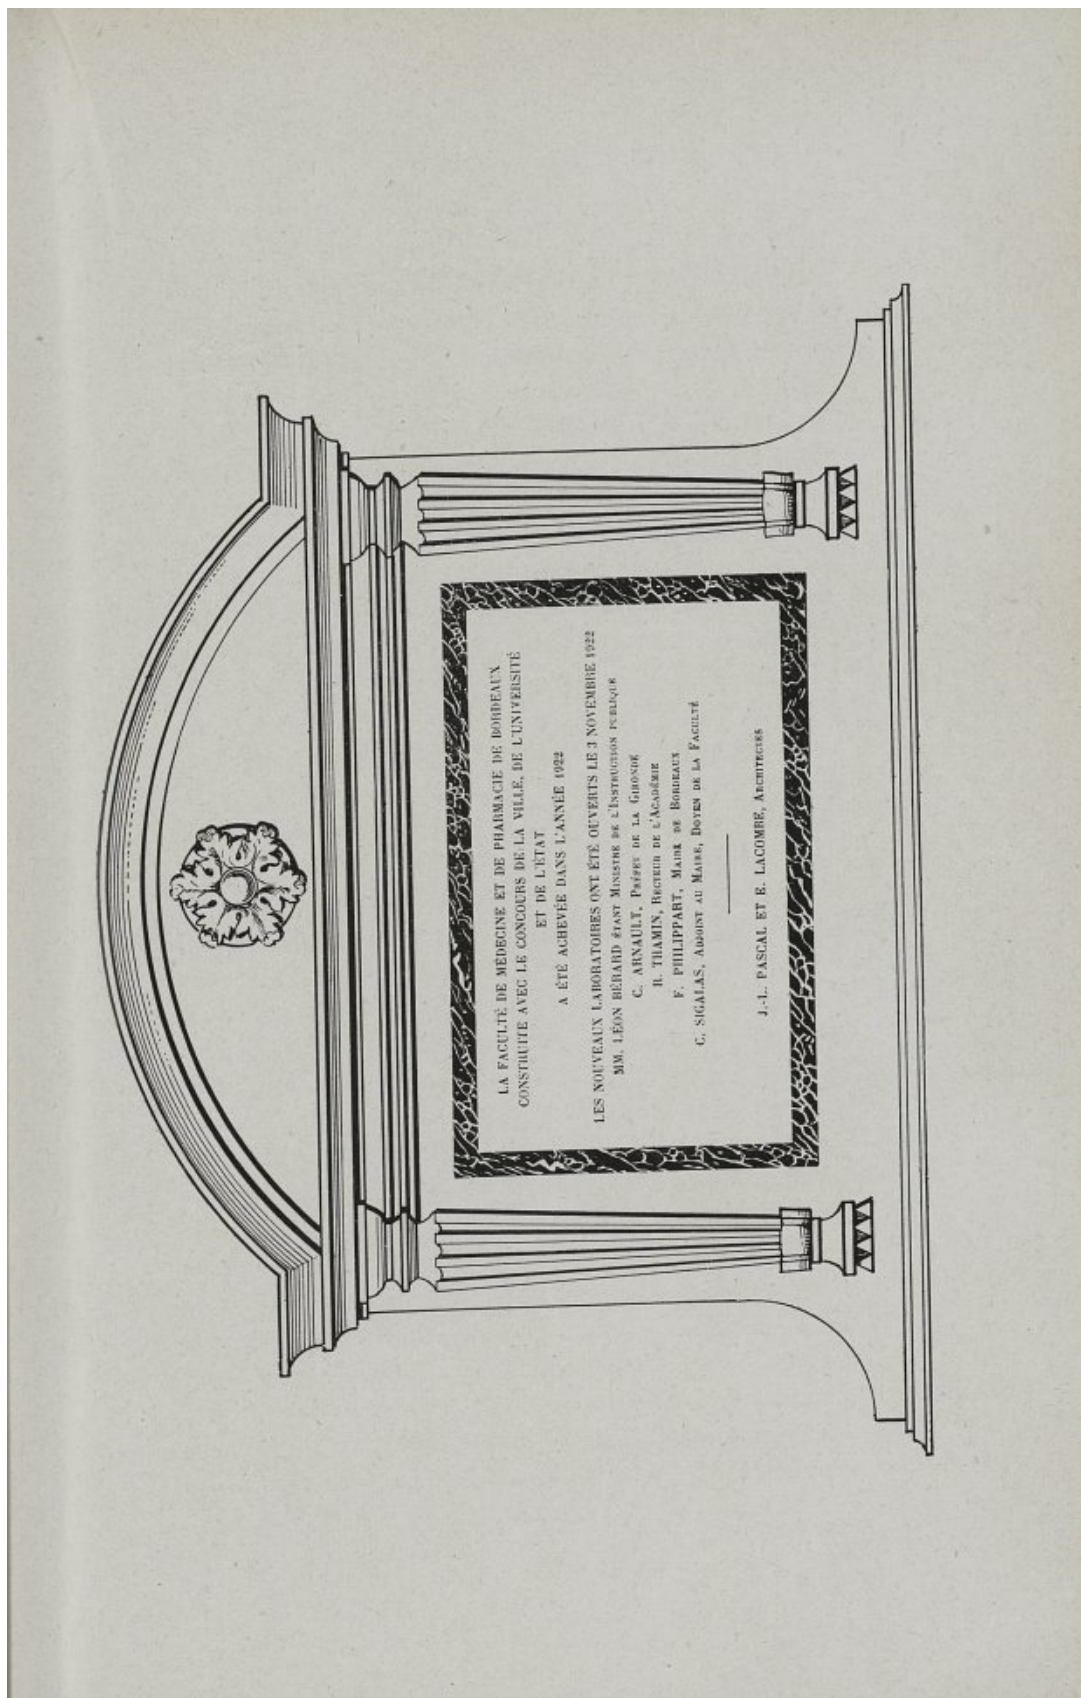 LA FACULTÉ DE MÉDECINE ET DE PHARMACIE DE BORDEAUX
CONSTRUITE AVEC LE CONCOURS DE LA VILLE, DE L'UNIVERSITÉ
ET DE L'ÉTAT
A ÉTÉ ACHEVÉE DANS L'ANNÉE 1922
LES NOUVEAUX LABORATOIRES ONT ÉTÉ OUVERTS LE 3 NOVEMBRE 1922
MM. LÉON BÉRARD ÉTANT MINISTRE DE L'INSTRUCTION PUBLIQUE
C. ARNAULT, PRÉFET DE LA GIRONDE
R. THAMIN, RECTEUR DE L'ACADÉMIE
F. PHILIPPART, MAIRE DE BORDEAUX
C. SIGALAS, ADJOINT AU MAIRE, DOYEN DE LA FACULTÉ
J.-L. PASCAL ET E. LACOMBE, ARCHITECTES